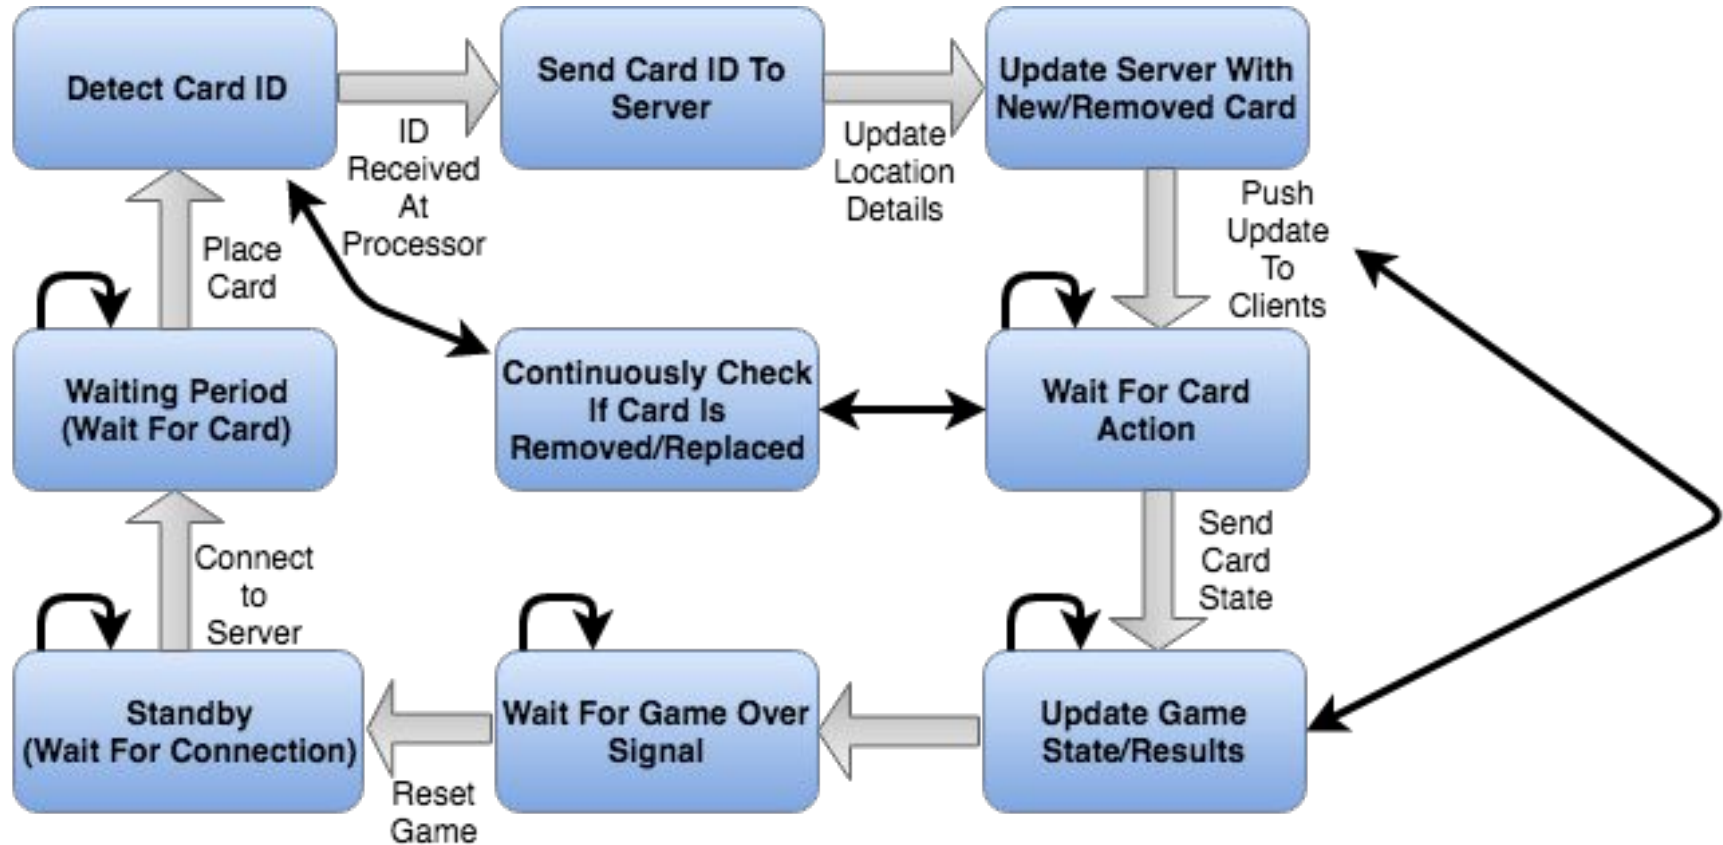 Detect Card ID
ID
Received
At
Processor
Send Card ID To
Server
Update
Location
Details
Update Server With
New/Removed Card
Push
Update
To
Clients
Place
Card
Waiting Period
(Wait For Card)
Continuously Check
If Card Is
Removed/Replaced
Wait For Card
Action
Connect
to
Server
Send
Card
State
Standby
(Wait For Connection)
Reset
Game
Wait For Game Over
Signal
Update Game
State/Results